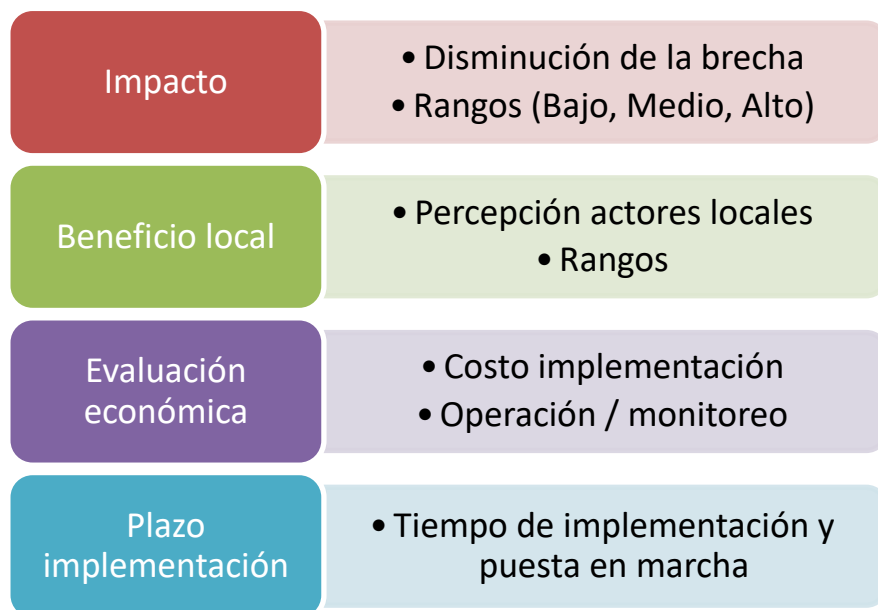 Impacto
• Disminución de la brecha
• Rangos (Bajo, Medio, Alto)
Beneficio local
• Percepción actores locales
• Rangos
Evaluación
económica
• Costo implementación
• Operación / monitoreo
Plazo
implementación
• Tiempo de implementación y
puesta en marcha